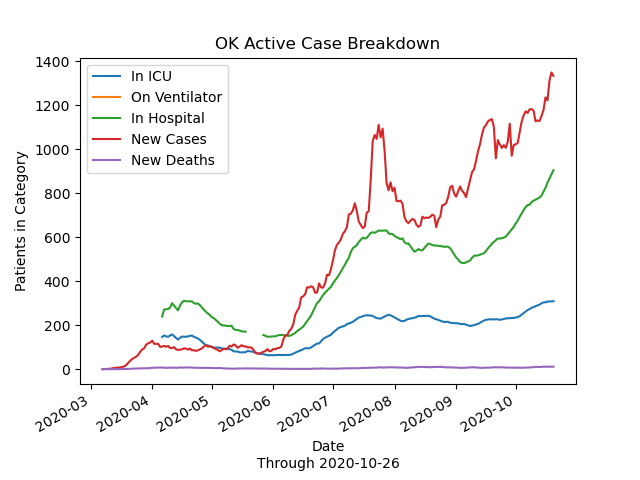 OK Active Case Breakdown
1400
1200
1000
800
600
400
200
0
Patients in Category
In ICU
On Ventilator
In Hospital
New Cases
New Deaths
2020-03
2020-04
2020-05
2020-06
2020-07
2020-08
2020-09
2020-10
Date
Through 2020-10-26